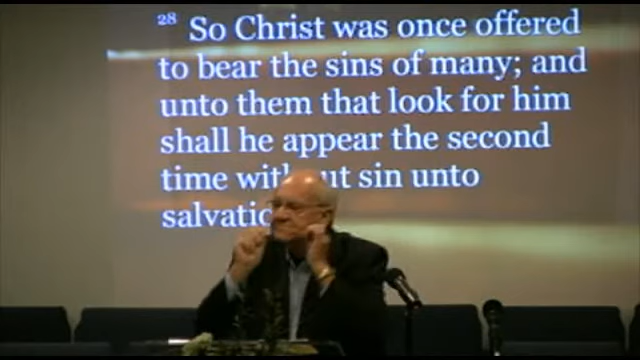 28 So Christ was once offered
to bear the sins of many; and
unto them that look for him
shall he appear the second
time ut sin unto